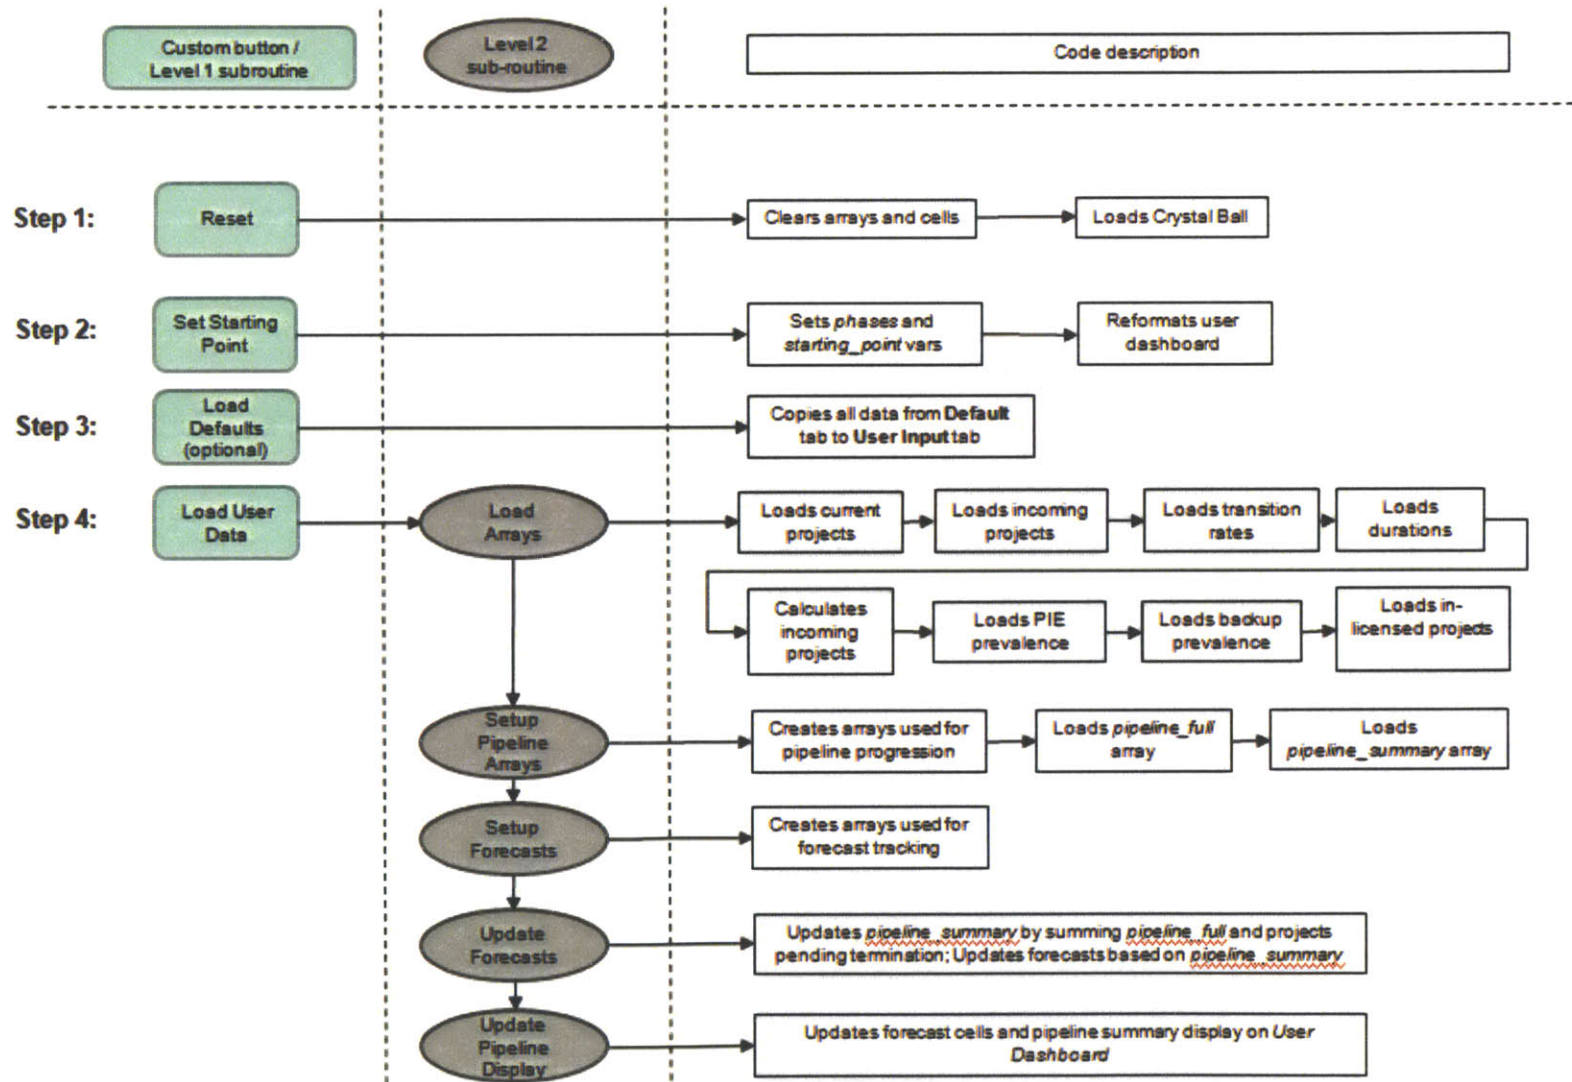 Custom button /
Level 1 subroutine
Level 2
sub-routine
Code description
Step 1:
Reset
Clears arrays and cells
Loads Crystal Ball
Step 2:
Set Starting
Point
Sets phases and
starting_point vars
Reformats user
dashboard
Step 3:
Load
Defaults
(optional)
Copies all data from Default
tab to User Input tab
Step 4:
Load User
Data
Load
Arrays
Loads current
projects
Loads incoming
projects
Loads transition
rates
Loads
durations
Calculates
incoming
projects
Loads PIE
prevalence
Loads backup
prevalence
Loads in-
licensed projects
Setup
Pipeline
Arrays
Creates arrays used for
pipeline progression
Loads pipeline_full
array
Loads
pipeline_summary array
Setup
Forecasts
Creates arrays used for
forecast tracking
Update
Forecasts
Updates pipeline_summary by summing pipeline_full and projects
pending termination; Updates forecasts based on pipeline_summary
Update
Pipeline
Display
Updates forecast cells and pipeline summary display on User
Dashboard